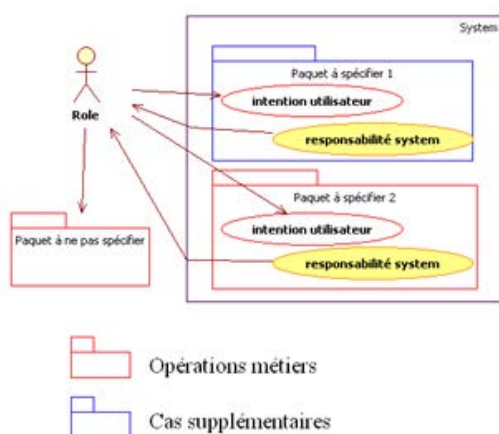 System
Paquet à spécifier 1
intention utilisateur
Role
responsabilité system
Paquet à spécifier 2
intention utilisateur
Paquet à ne pas spécifier
responsabilité system
Opérations métiers
Cas supplémentaires